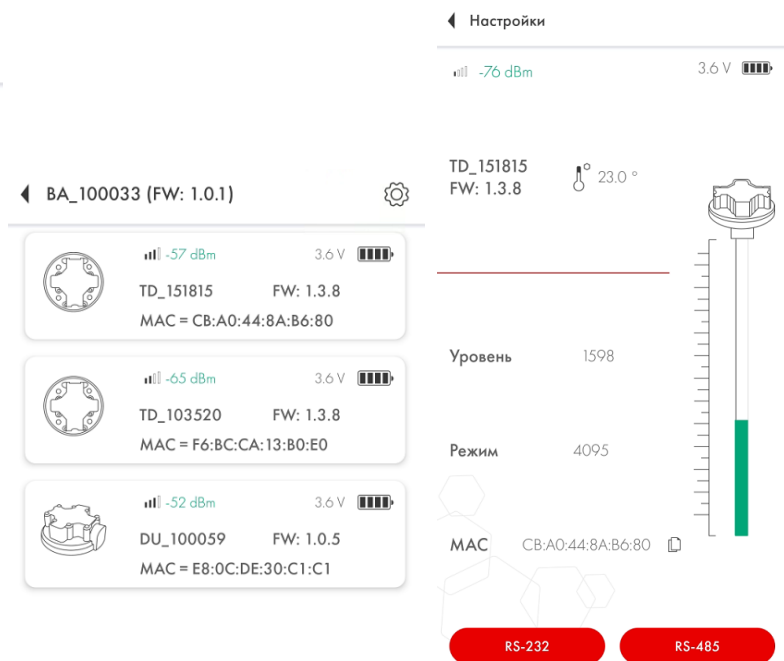 BA_100033 (FW: 1.0.1)
-57 dBm 3.6 V
TD_151815 FW: 1.3.8
MAC = CB:A0:44:8A:B6:80
-65 dBm 3.6 V
TD_103520 FW: 1.3.8
MAC = F6:BC:CA:13:B0:E0
-52 dBm 3.6 V
DU_100059 FW: 1.0.5
MAC = E8:0C:DE:30:C1:C1
Настройки
-76 dBm 3.6 V
TD_151815
FW: 1.3.8
23.0 °
Уровень 1598
Режим 4095
MAC CB:A0:44:8A:B6:80
RS-232 RS-485